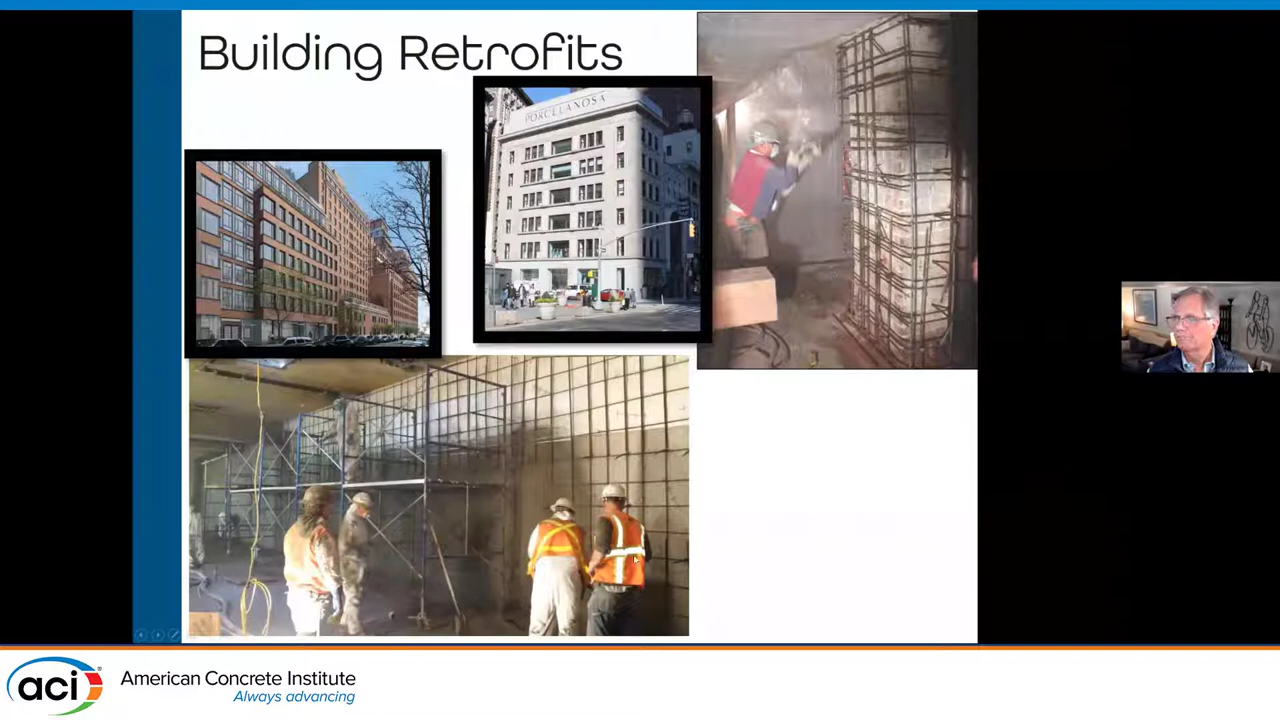 Building Retrofits
PORCELANOSA
aci®
American Concrete Institute
Always advancing